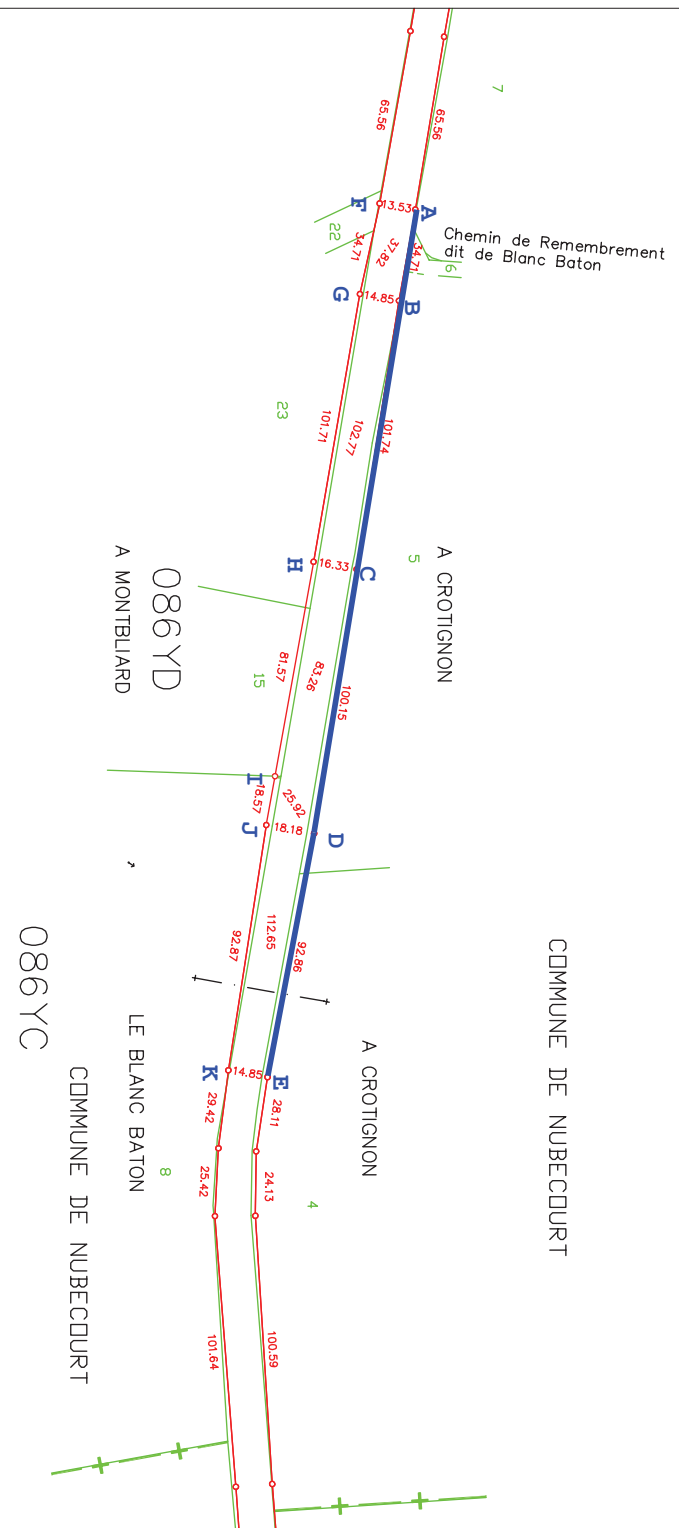 7
65.56
65.56
F
13.53
A
Chemin de Remembrement
dit de Blanc Baton
22
34.71
37.82
34.71
6
G
14.85
B
23
101.71
102.77
101.74
H
16.33
C
5
A CROTIGNON
A MONTBLIARD
086YD
15
81.57
83.26
100.15
I
18.57
25.92
J
18.18
D
92.87
112.65
92.86
086YC
LE BLANC BATON
COMMUNE DE NUBECOURT
A CROTIGNON
COMMUNE DE NUBECOURT
K
14.85
E
29.42
28.11
25.42
24.13
8
4
101.64
100.59